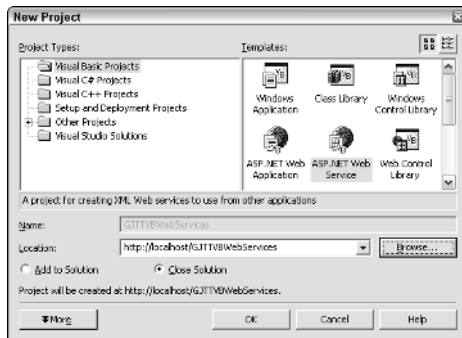 New Project
Project Types:
Templates:
Visual Basic Projects
Visual C# Projects
Visual C++ Projects
Setup and Deployment Projects
Other Projects
Visual Studio Solutions
Windows Application
Class Library
Windows Control Library
ASP.NET Web Application
ASP.NET Web Service
Web Control Library
A project for creating XML Web services to use from other applications
Name:
GJTTVBWebServices
Location:
http://localhost/GJTTVBWebServices
Browse...
Add to Solution
Close Solution
Project will be created at http://localhost/GJTTVBWebServices.
More
OK
Cancel
Help